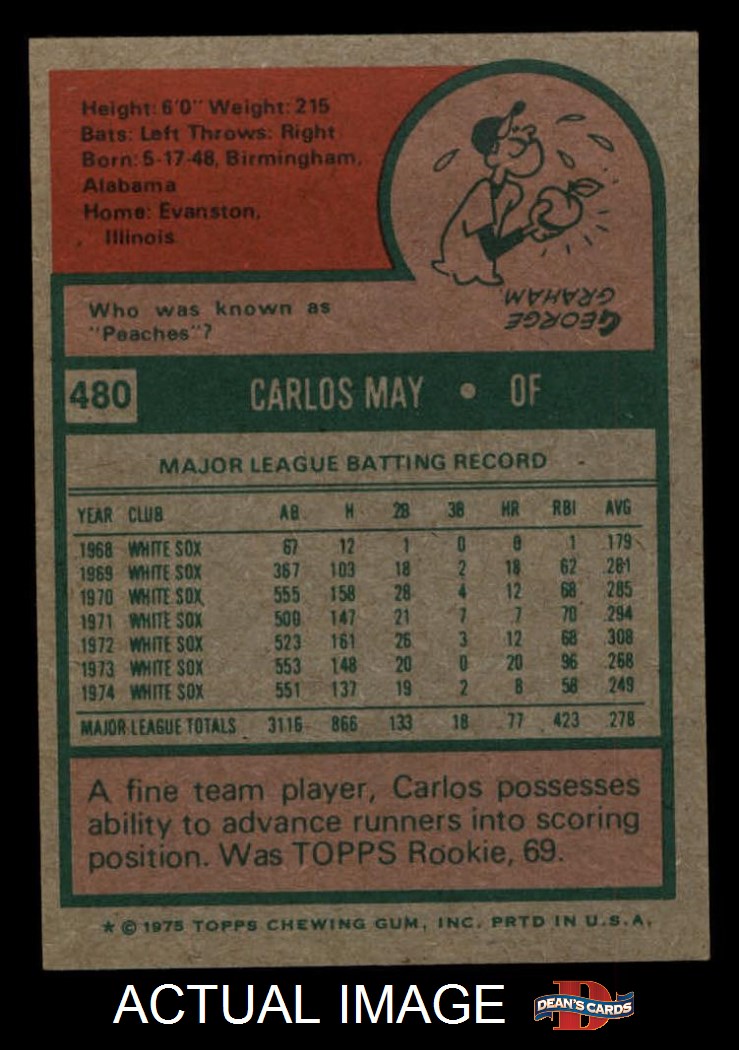 Height: 6'0" Weight: 215
Bats: Left Throws: Right
Born: 5-17-48, Birmingham,
Alabama
Home: Evanston,
Illinois
GEORGE
GRAHAM.
Who was known as
"Peaches"?
480 CARLOS MAY • OF
MAJOR LEAGUE BATTING RECORD
YEAR CLUB AB H 2B 3B HR RBI AVG
1968 WHITE SOX 67 12 1 0 0 1 .179
1969 WHITE SOX 367 103 18 2 18 62 .281
1970 WHITE SOX 555 158 28 4 12 68 .285
1971 WHITE SOX 500 147 21 7 7 70 .294
1972 WHITE SOX 523 161 26 3 12 68 .308
1973 WHITE SOX 553 148 20 0 20 96 .268
1974 WHITE SOX 551 137 19 2 8 58 .249
MAJOR LEAGUE TOTALS 3116 866 133 18 77 423 .278
A fine team player, Carlos possesses
ability to advance runners into scoring
position. Was TOPPS Rookie, 69.
* © 1975 TOPPS CHEWING GUM, INC. PRTD IN U.S.A.
ACTUAL IMAGE
D
DEAN'S CARDS